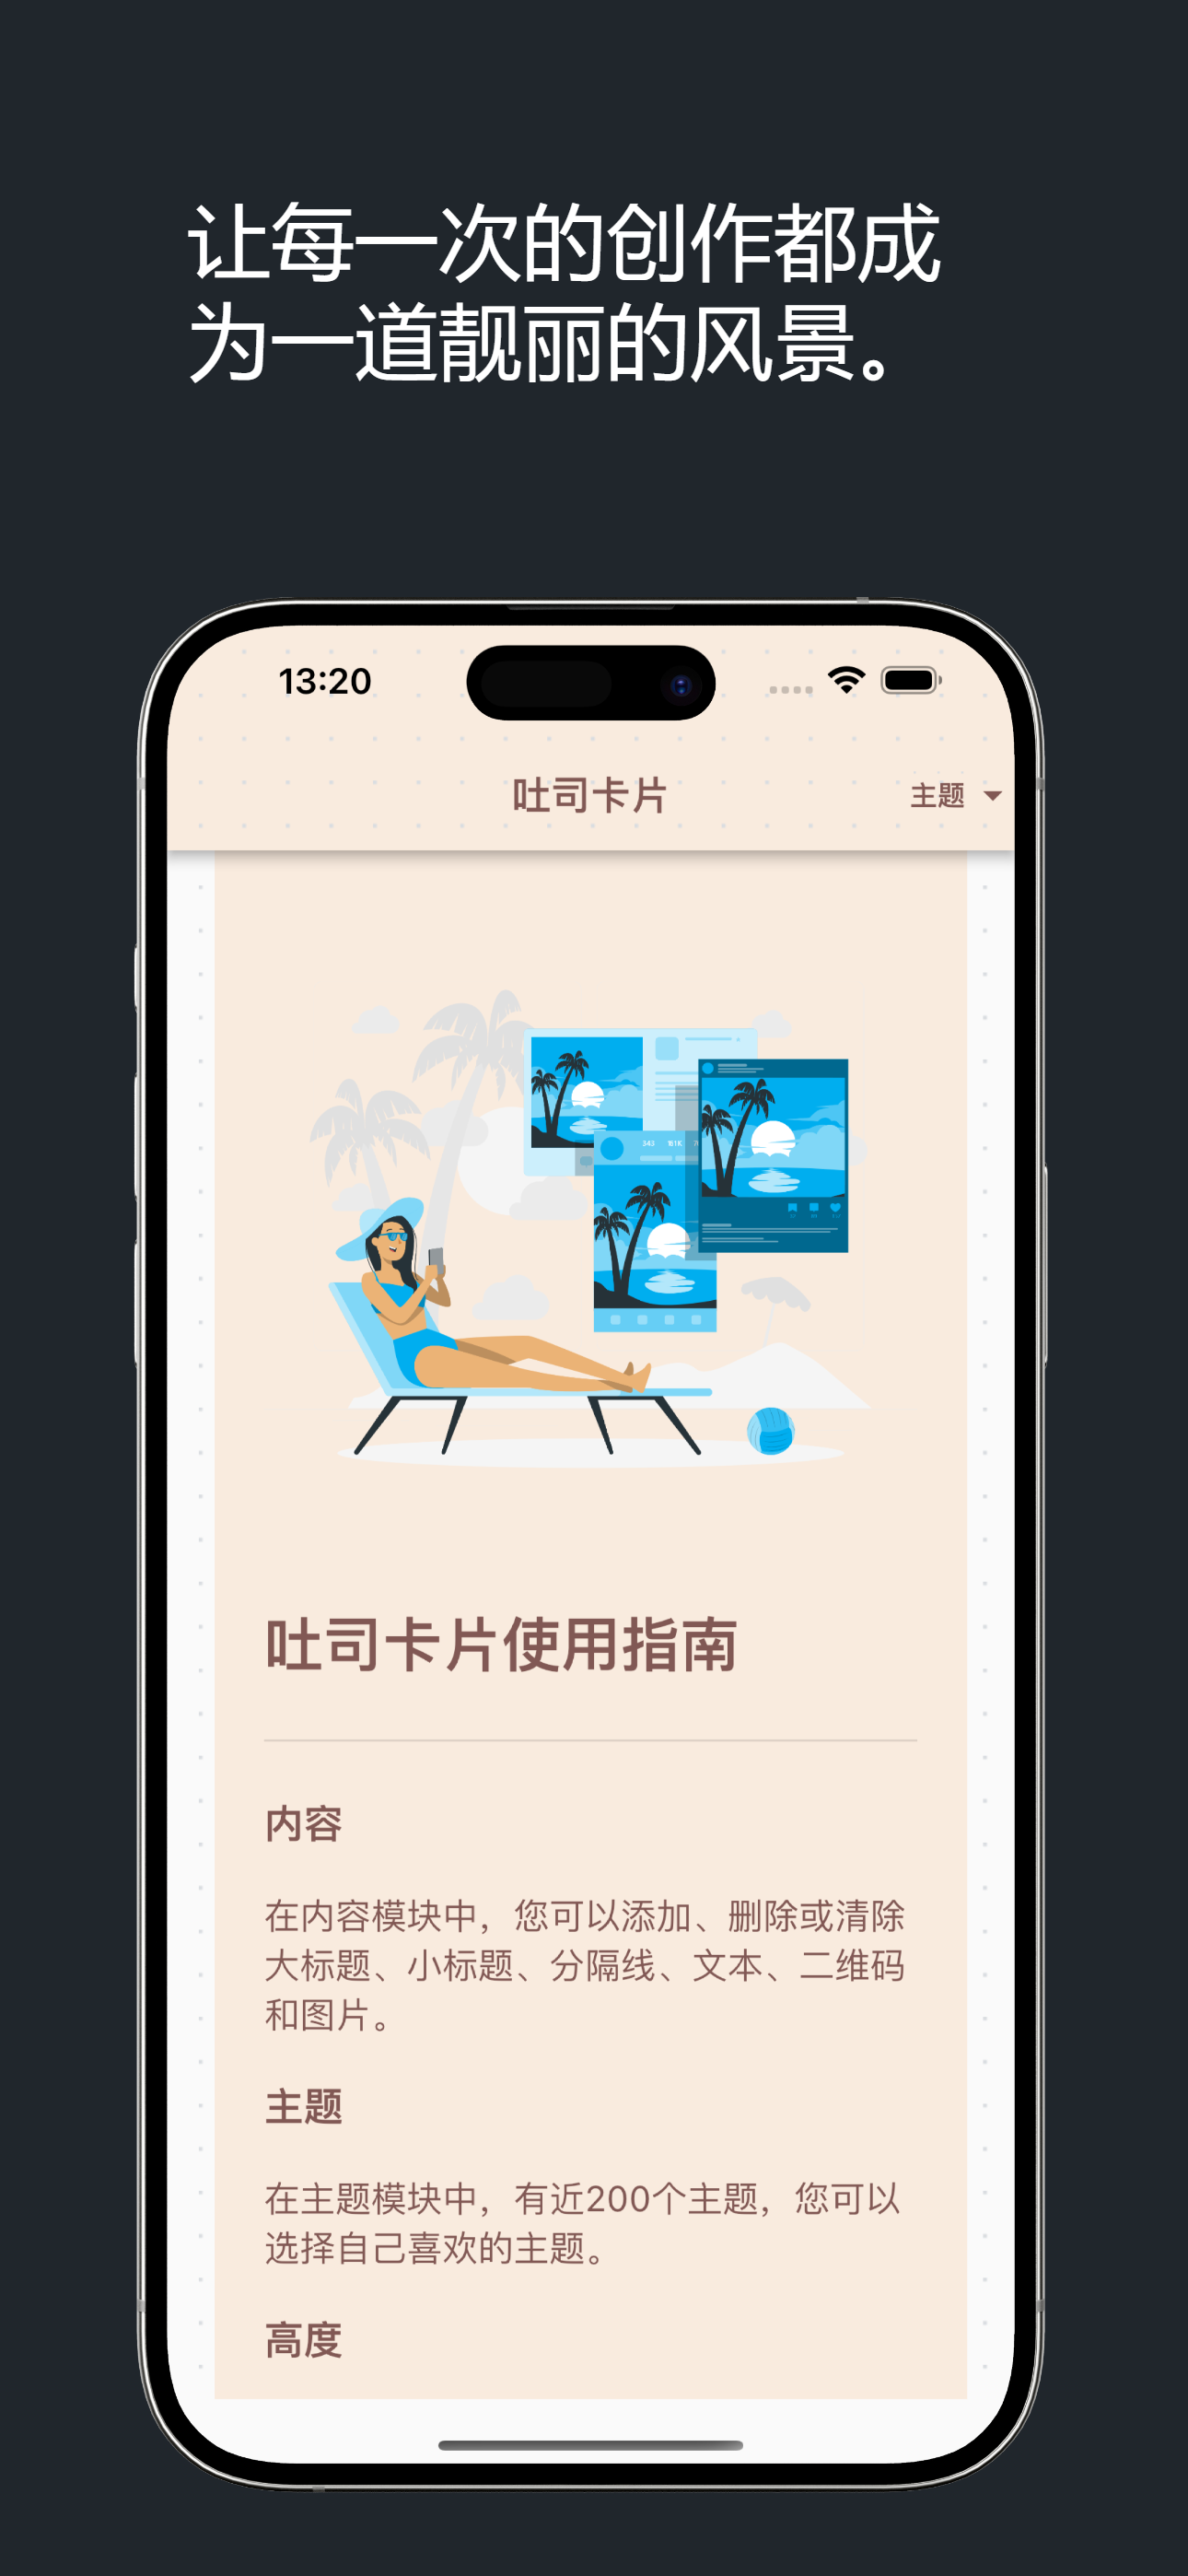 让每一次的创作都成
为一道靓丽的风景。
13:20
吐司卡片
主题
343 181K
吐司卡片使用指南
内容
在内容模块中，您可以添加、删除或清除
大标题、小标题、分隔线、文本、二维码
和图片。
主题
在主题模块中，有近200个主题，您可以
选择自己喜欢的主题。
高度